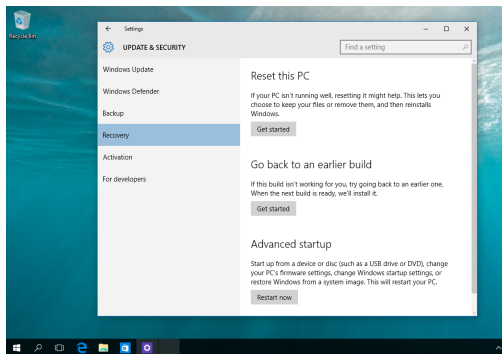 Recycle Bin
Settings
UPDATE & SECURITY
Find a setting
Windows Update
Windows Defender
Backup
Recovery
Activation
For developers
Reset this PC
If your PC isn't running well, resetting it might help. This lets you
choose to keep your files or remove them, and then reinstalls
Windows.
Get started
Go back to an earlier build
If this build isn't working for you, try going back to an earlier one.
When the next build is ready, we'll install it.
Get started
Advanced startup
Start up from a device or disc (such as a USB drive or DVD), change
your PC's firmware settings, change Windows startup settings, or
restore Windows from a system image. This will restart your PC.
Restart now